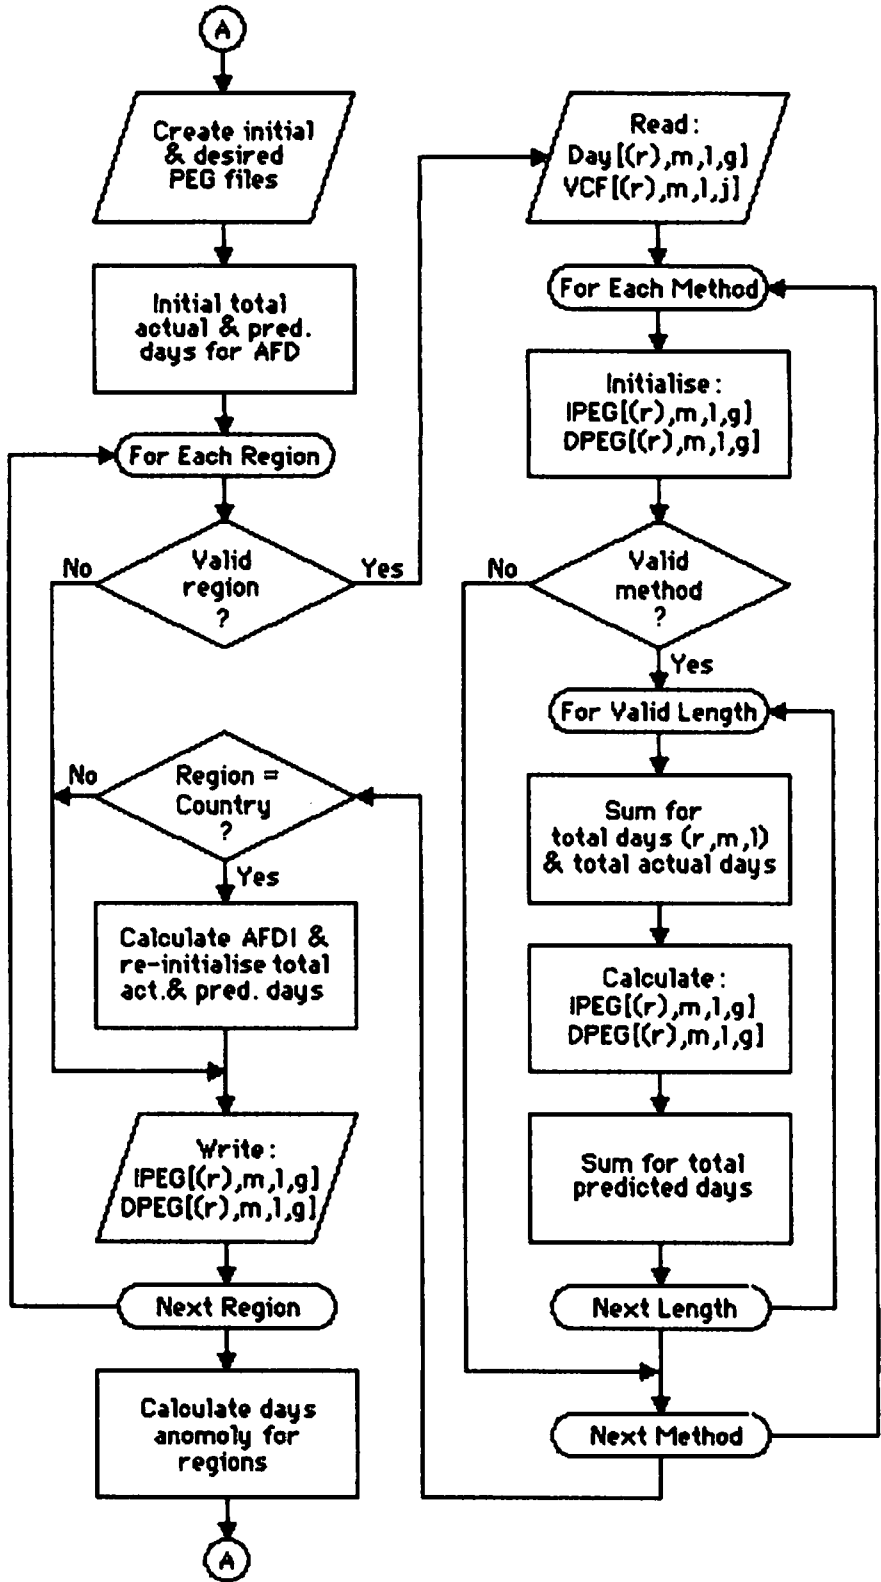 A
Create initial
& desired
PEG files
Initial total
actual & pred.
days for AFD
For Each Region
Valid
region
?
No
Yes
Region =
Country
?
No
Yes
Calculate AFDI &
re-initialise total
act.& pred. days
Write:
IPEG[(r),m,l,g]
DPEG[(r),m,l,g]
Next Region
Calculate days
anomoly for
regions
A
Read:
Day[(r),m,l,g]
VCF[(r),m,l,j]
For Each Method
Initialise:
IPEG[(r),m,l,g]
DPEG[(r),m,l,g]
Valid
method
?
No
Yes
For Valid Length
Sum for
total days (r,m,l)
& total actual days
Calculate:
IPEG[(r),m,l,g]
DPEG[(r),m,l,g]
Sum for total
predicted days
Next Length
Next Method